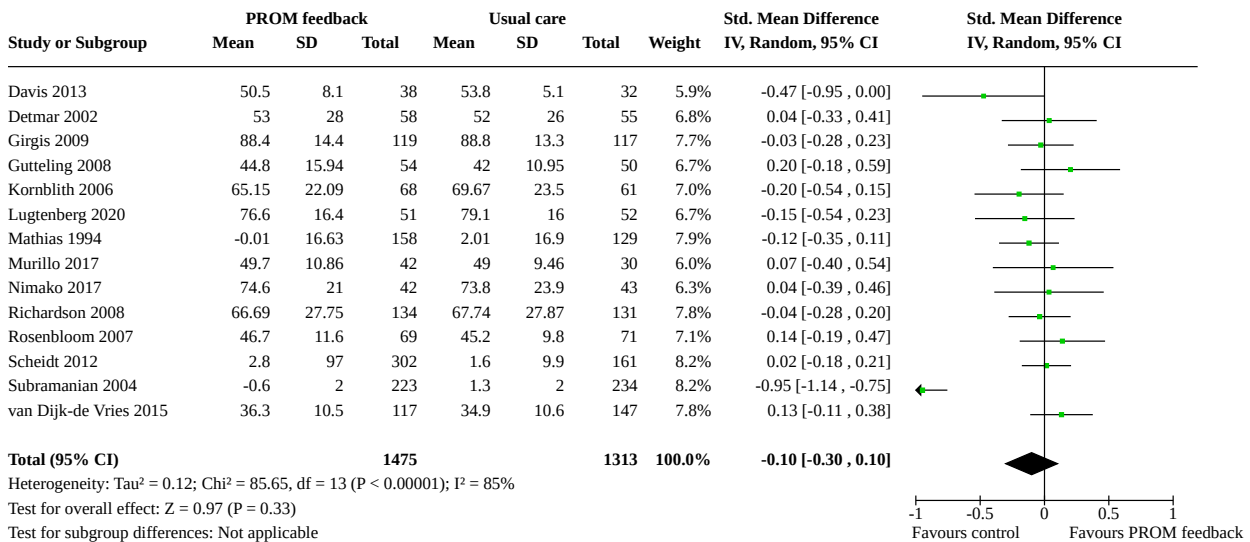 PROM feedback Usual care Std. Mean Difference Std. Mean Difference
Study or Subgroup Mean SD Total Mean SD Total Weight IV, Random, 95% CI IV, Random, 95% CI
Davis 2013 50.5 8.1 38 53.8 5.1 32 5.9% -0.47 [-0.95 , 0.00]
Detmar 2002 53 28 58 52 26 55 6.8% 0.04 [-0.33 , 0.41]
Girgis 2009 88.4 14.4 119 88.8 13.3 117 7.7% -0.03 [-0.28 , 0.23]
Gutteling 2008 44.8 15.94 54 42 10.95 50 6.7% 0.20 [-0.18 , 0.59]
Kornblith 2006 65.15 22.09 68 69.67 23.5 61 7.0% -0.20 [-0.54 , 0.15]
Lugtenberg 2020 76.6 16.4 51 79.1 16 52 6.7% -0.15 [-0.54 , 0.23]
Mathias 1994 -0.01 16.63 158 2.01 16.9 129 7.9% -0.12 [-0.35 , 0.11]
Murillo 2017 49.7 10.86 42 49 9.46 30 6.0% 0.07 [-0.40 , 0.54]
Nimako 2017 74.6 21 42 73.8 23.9 43 6.3% 0.04 [-0.39 , 0.46]
Richardson 2008 66.69 27.75 134 67.74 27.87 131 7.8% -0.04 [-0.28 , 0.20]
Rosenbloom 2007 46.7 11.6 69 45.2 9.8 71 7.1% 0.14 [-0.19 , 0.47]
Scheidt 2012 2.8 97 302 1.6 9.9 161 8.2% 0.02 [-0.18 , 0.21]
Subramanian 2004 -0.6 2 223 1.3 2 234 8.2% -0.95 [-1.14 , -0.75]
van Dijk-de Vries 2015 36.3 10.5 117 34.9 10.6 147 7.8% 0.13 [-0.11 , 0.38]
Total (95% CI) 1475 1313 100.0% -0.10 [-0.30 , 0.10]
Heterogeneity: Tau² = 0.12; Chi² = 85.65, df = 13 (P < 0.00001); I² = 85%
Test for overall effect: Z = 0.97 (P = 0.33)
Test for subgroup differences: Not applicable
-1 -0.5 0 0.5 1
Favours control Favours PROM feedback